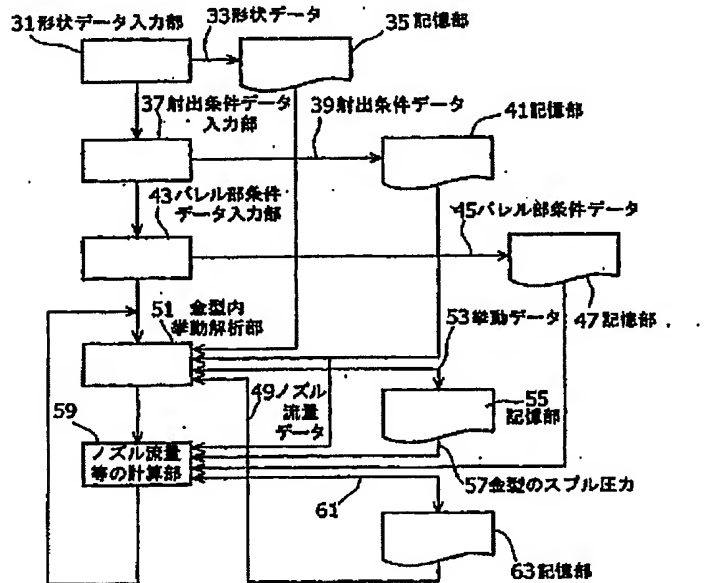 31形状データ入力部
33形状データ
35記憶部
37射出条件データ
入力部
39射出条件データ
41記憶部
43バレル部条件
データ入力部
45バレル部条件データ
47記憶部
51 金型内
挙動解析部
53挙動データ
49ノズル
流量
データ
55
記憶部
57金型のスプル圧力
59
ノズル流量
等の計算部
61
63記憶部